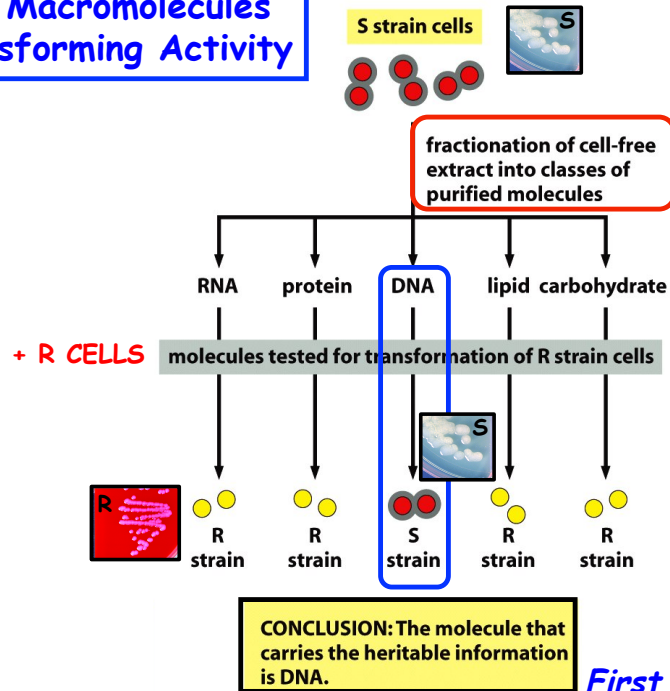 Macromolecules
sforming Activity
S strain cells
S
fractionation of cell-free
extract into classes of
purified molecules
RNA protein DNA lipid carbohydrate
+ R CELLS molecules tested for transformation of R strain cells
S
R
R strain
R strain
S strain
R strain
R strain
CONCLUSION: The molecule that
carries the heritable information
is DNA.
First